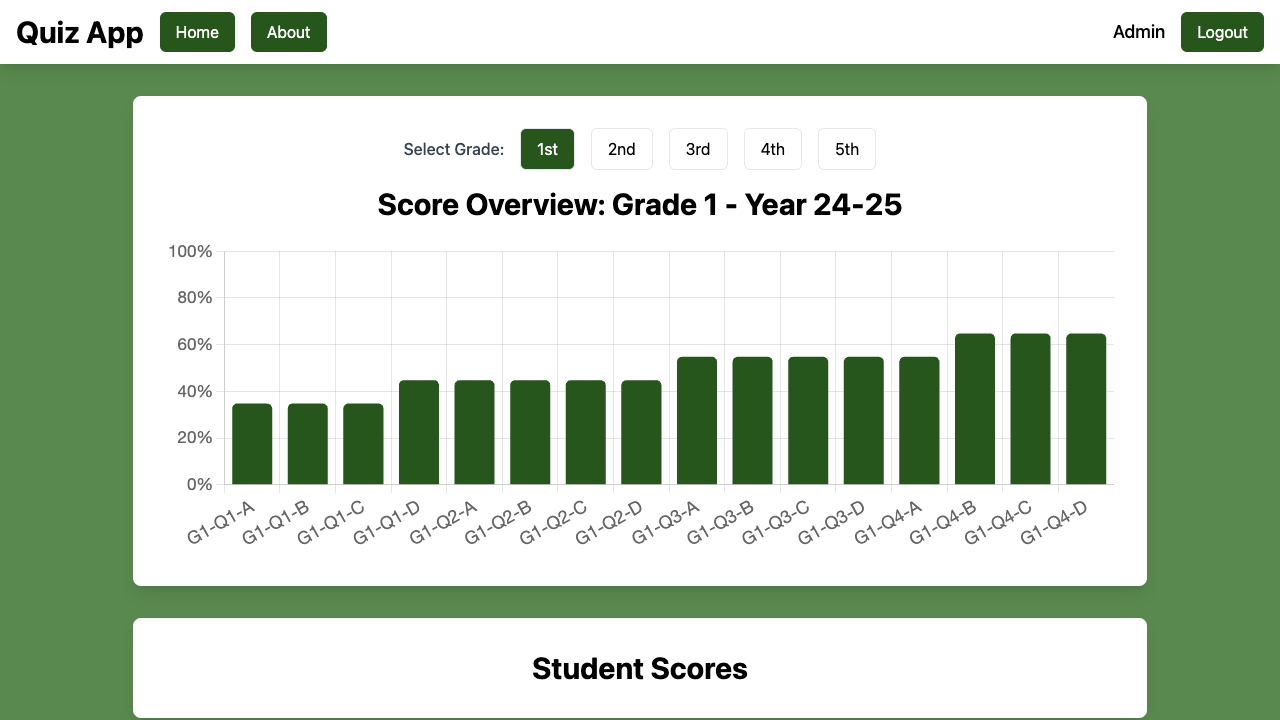 Quiz App
Home
About
Admin
Logout
Select Grade:
1st
2nd
3rd
4th
5th
Score Overview: Grade 1 - Year 24-25
100%
80%
60%
40%
20%
0%
G1-Q1-A
G1-Q1-B
G1-Q1-C
G1-Q1-D
G1-Q2-A
G1-Q2-B
G1-Q2-C
G1-Q2-D
G1-Q3-A
G1-Q3-B
G1-Q3-C
G1-Q3-D
G1-Q4-A
G1-Q4-B
G1-Q4-C
G1-Q4-D
Student Scores